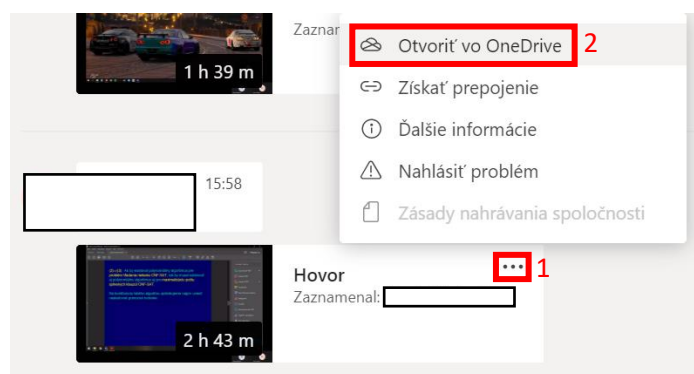 Zaznar
1 h 39 m
Otvoriť vo OneDrive
2
Získať prepojenie
Ďalšie informácie
Nahlásiť problém
Zásady nahrávania spoločnosti
15:58
Hovor
... 1
Zaznamenal:
2 h 43 m